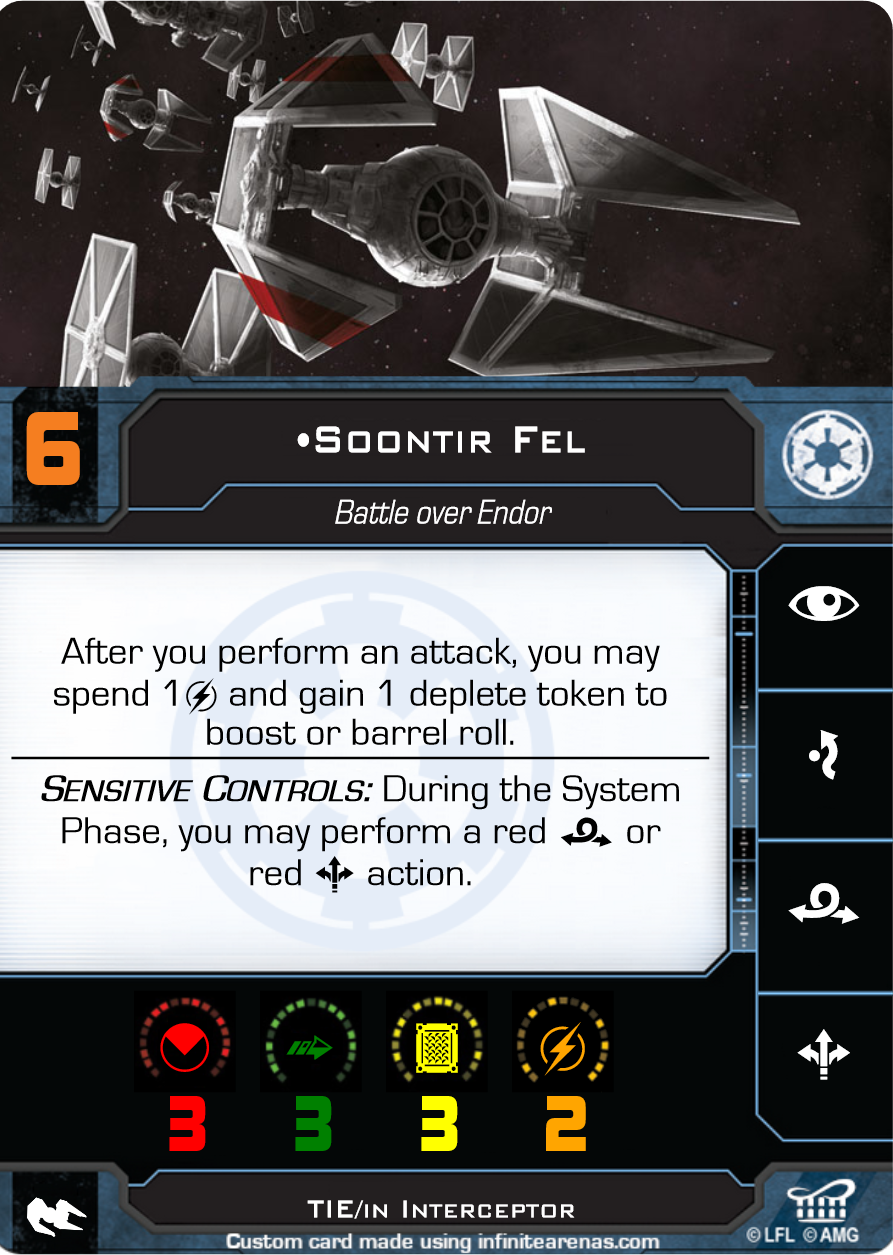 6
•Soontir Fel
Battle over Endor
After you perform an attack, you may
spend 1 and gain 1 deplete token to
boost or barrel roll.
Sensitive Controls: During the System
Phase, you may perform a red or
red action.
3 3 3 2
TIE/in Interceptor
Custom card made using infinitearenas.com
© LFL © AMG